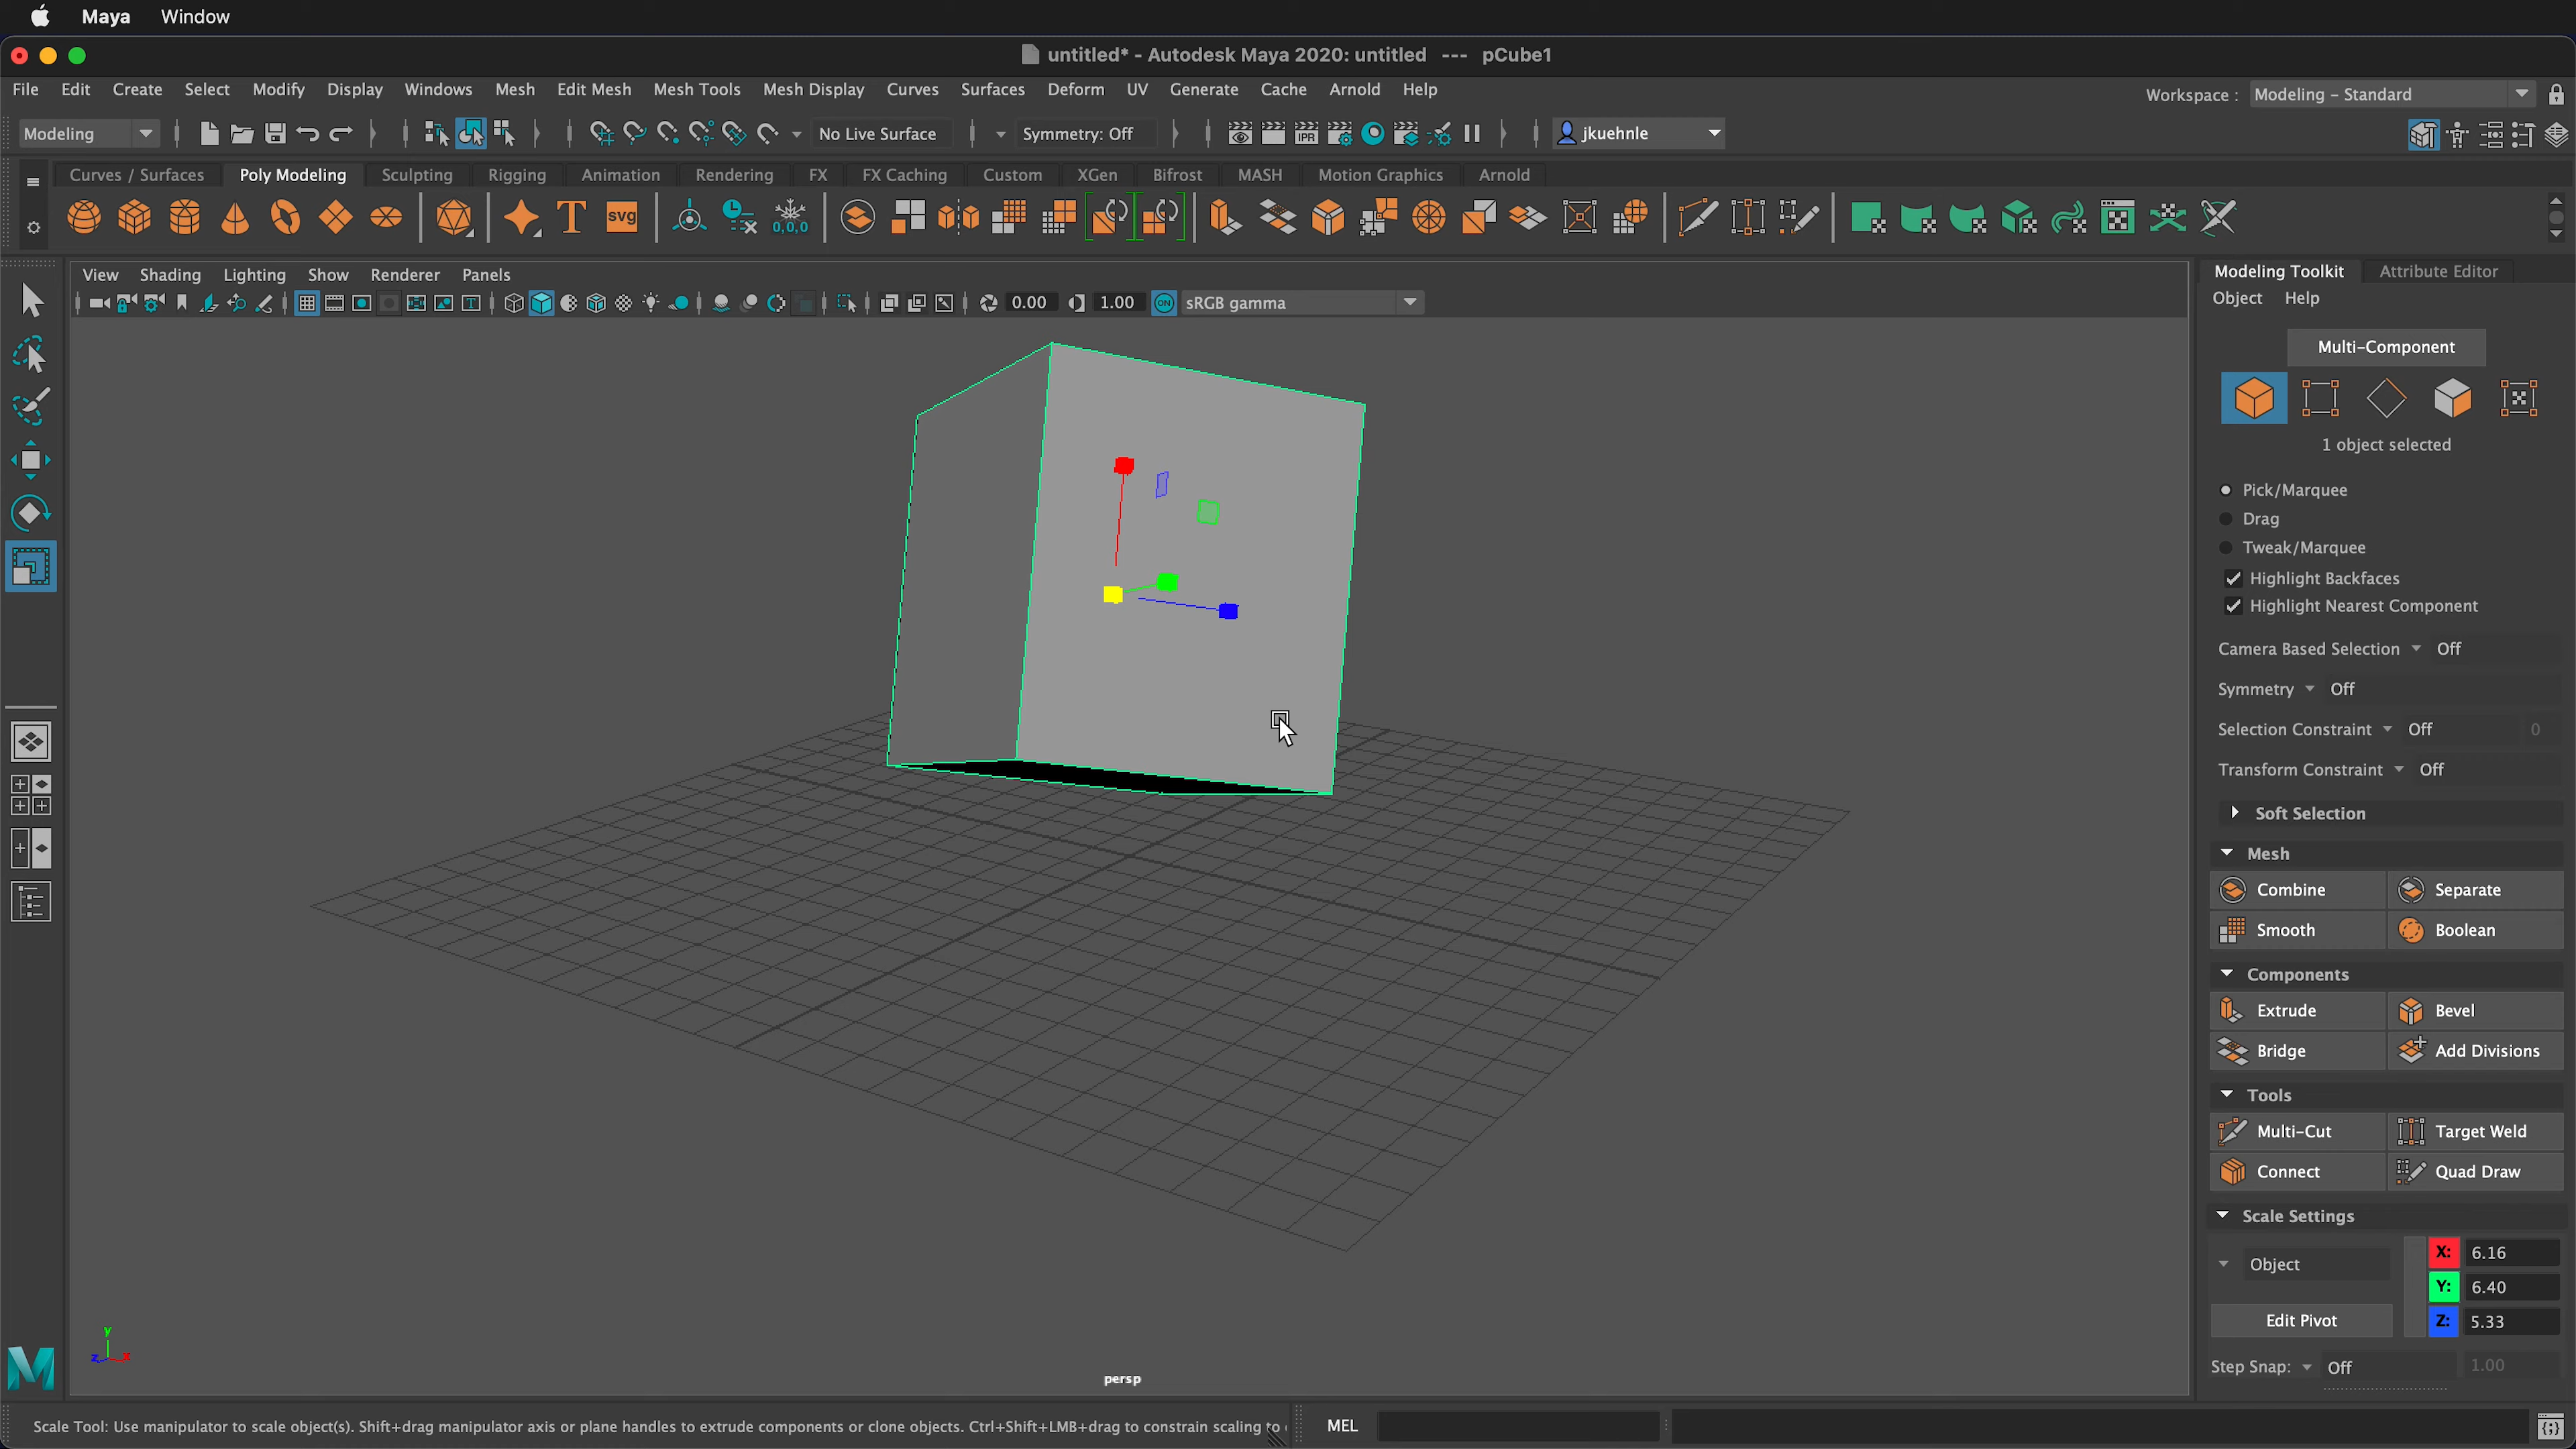 Maya Window
untitled* - Autodesk Maya 2020: untitled --- pCube1
File Edit Create Select Modify Display Windows Mesh Edit Mesh Mesh Tools Mesh Display Curves Surfaces Deform UV Generate Cache Arnold Help
Workspace : Modeling - Standard
Modeling No Live Surface Symmetry: Off IPR jkuehnle
Curves / Surfaces Poly Modeling Sculpting Rigging Animation Rendering FX FX Caching Custom XGen Bifrost MASH Motion Graphics Arnold
T svg 0,0,0
View Shading Lighting Show Renderer Panels
0.00 1.00 ON sRGB gamma
Modeling Toolkit Attribute Editor
Object Help
Multi-Component
1 object selected
Pick/Marquee
Drag
Tweak/Marquee
Highlight Backfaces
Highlight Nearest Component
Camera Based Selection Off
Symmetry Off
Selection Constraint Off 0
Transform Constraint Off
Soft Selection
Mesh
Combine Separate
Smooth Boolean
Components
Extrude Bevel
Bridge Add Divisions
Tools
Multi-Cut Target Weld
Connect Quad Draw
Scale Settings
Object
X: 6.16
Y: 6.40
Edit Pivot
Z: 5.33
Step Snap: Off 1.00
y
z x
M
persp
Scale Tool: Use manipulator to scale object(s). Shift+drag manipulator axis or plane handles to extrude components or clone objects. Ctrl+Shift+LMB+drag to constrain scaling to
MEL